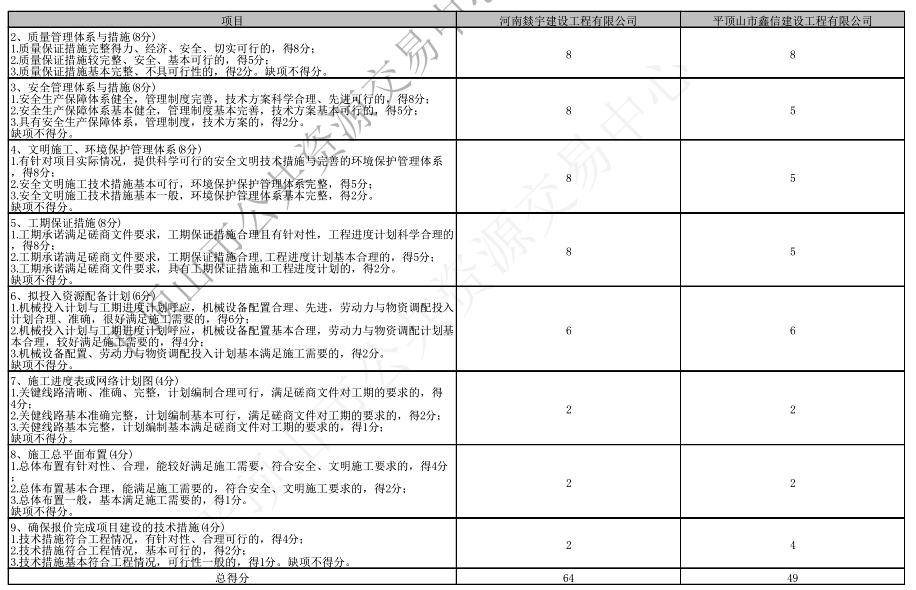 项目 河南燚宇建设工程有限公司 平顶山市鑫信建设工程有限公司
2、质量管理体系与措施(8分)
1.质量保证措施完整得力、经济、安全、切实可行的，得8分；
2.质量保证措施较完整、安全、基本可行的，得5分；
3.质量保证措施基本完整、不具可行性的，得2分。缺项不得分。
8 8
3、安全管理体系与措施(8分)
1.安全生产保障体系健全，管理制度完善，技术方案科学合理、先进可行的，得8分；
2.安全生产保障体系基本健全，管理制度基本完善，技术方案基本可行的，得5分；
3.具有安全生产保障体系，管理制度，技术方案的，得2分。
缺项不得分。
8 5
4、文明施工、环境保护管理体系(8分)
1.有针对项目实际情况，提供科学可行的安全文明技术措施与完善的环境保护管理体系
，得8分；
2.安全文明施工技术措施基本可行，环境保护保护管理体系完整，得5分；
3.安全文明施工技术措施基本一般，环境保护管理体系基本完整，得2分。
缺项不得分。
8 5
5、工期保证措施(8分)
1.工期承诺满足磋商文件要求，工期保证措施合理且有针对性，工程进度计划科学合理的
，得8分；
2.工期承诺满足磋商文件要求，工期保证措施合理,工程进度计划基本合理的，得5分；
3.工期承诺满足磋商文件要求，具有工期保证措施和工程进度计划的，得2分。
缺项不得分。
8 5
6、拟投入资源配备计划(6分)
1.机械投入计划与工期进度计划呼应，机械设备配置合理、先进，劳动力与物资调配投入
计划合理、准确，很好满足施工需要的，得6分；
2.机械投入计划与工期进度计划呼应，机械设备配置基本合理，劳动力与物资调配计划基
本合理，较好满足施工需要的，得4分；
3.机械设备配置、劳动力与物资调配投入计划基本满足施工需要的，得2分。
缺项不得分。
6 6
7、施工进度表或网络计划图(4分)
1.关键线路清晰、准确、完整，计划编制合理可行，满足磋商文件对工期的要求的，得
4分；
2.关健线路基本准确完整，计划编制基本可行，满足磋商文件对工期的要求的，得2分；
3.关健线路基本完整，计划编制基本满足磋商文件对工期的要求的，得1分；
缺项不得分。
2 2
8、施工总平面布置(4分)
1.总体布置有针对性、合理，能较好满足施工需要，符合安全、文明施工要求的，得4分
；
2.总体布置基本合理，能满足施工需要的，符合安全、文明施工要求的，得2分；
3.总体布置一般，基本满足施工需要的，得1分。
缺项不得分。
2 2
9、确保报价完成项目建设的技术措施(4分)
1.技术措施符合工程情况，有针对性、合理可行的，得4分；
2.技术措施符合工程情况，基本可行的，得2分；
3.技术措施基本符合工程情况，可行性一般的，得1分。缺项不得分。
2 4
总得分 64 49
平顶山市公共资源交易中心
平顶山市公共资源交易中心